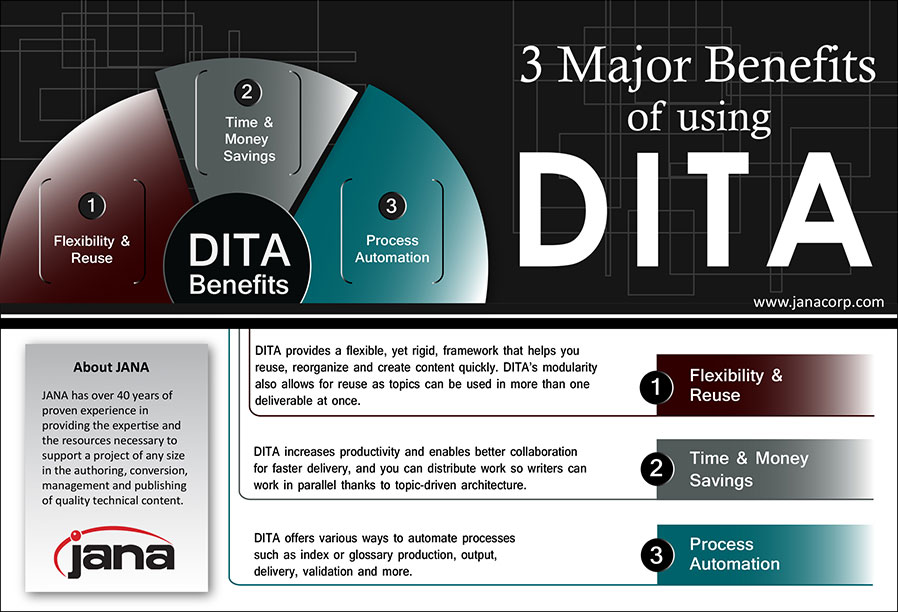 3 Major Benefits
of using
DITA
www.janacorp.com
1
Flexibility &
Reuse
2
Time &
Money
Savings
3
Process
Automation
DITA
Benefits
About JANA
JANA has over 40 years of
proven experience in
providing the expertise and
the resources necessary to
support a project of any size
in the authoring, conversion,
management and publishing
of quality technical content.
jana
DITA provides a flexible, yet rigid, framework that helps you
reuse, reorganize and create content quickly. DITA's modularity
also allows for reuse as topics can be used in more than one
deliverable at once.
1
Flexibility &
Reuse
DITA increases productivity and enables better collaboration
for faster delivery, and you can distribute work so writers can
work in parallel thanks to topic-driven architecture.
2
Time & Money
Savings
DITA offers various ways to automate processes
such as index or glossary production, output,
delivery, validation and more.
3
Process
Automation